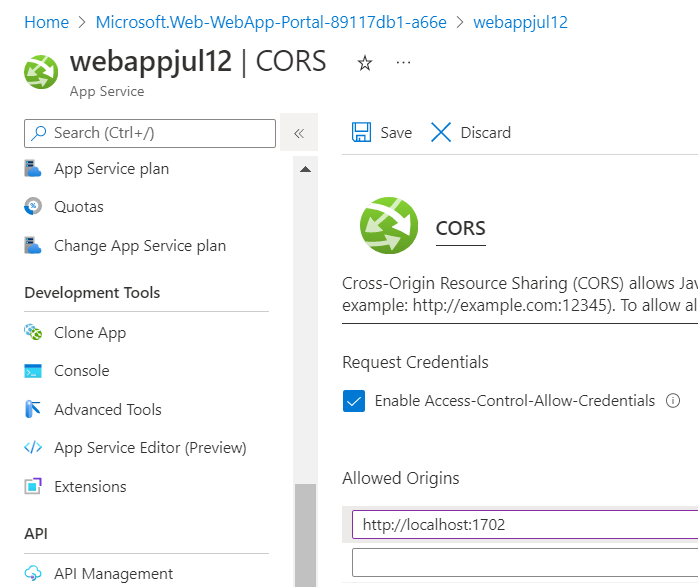 Home > Microsoft.Web-WebApp-Portal-89117db1-a66e > webappjul12
webappjul12 | CORS ☆ ...
App Service
Search (Ctrl+/) «
App Service plan
Quotas
Change App Service plan
Development Tools
Clone App
Console
Advanced Tools
App Service Editor (Preview)
Extensions
API
API Management
Save Discard
CORS
Cross-Origin Resource Sharing (CORS) allows Jav
example: http://example.com:12345). To allow al
Request Credentials
Enable Access-Control-Allow-Credentials
Allowed Origins
http://localhost:1702